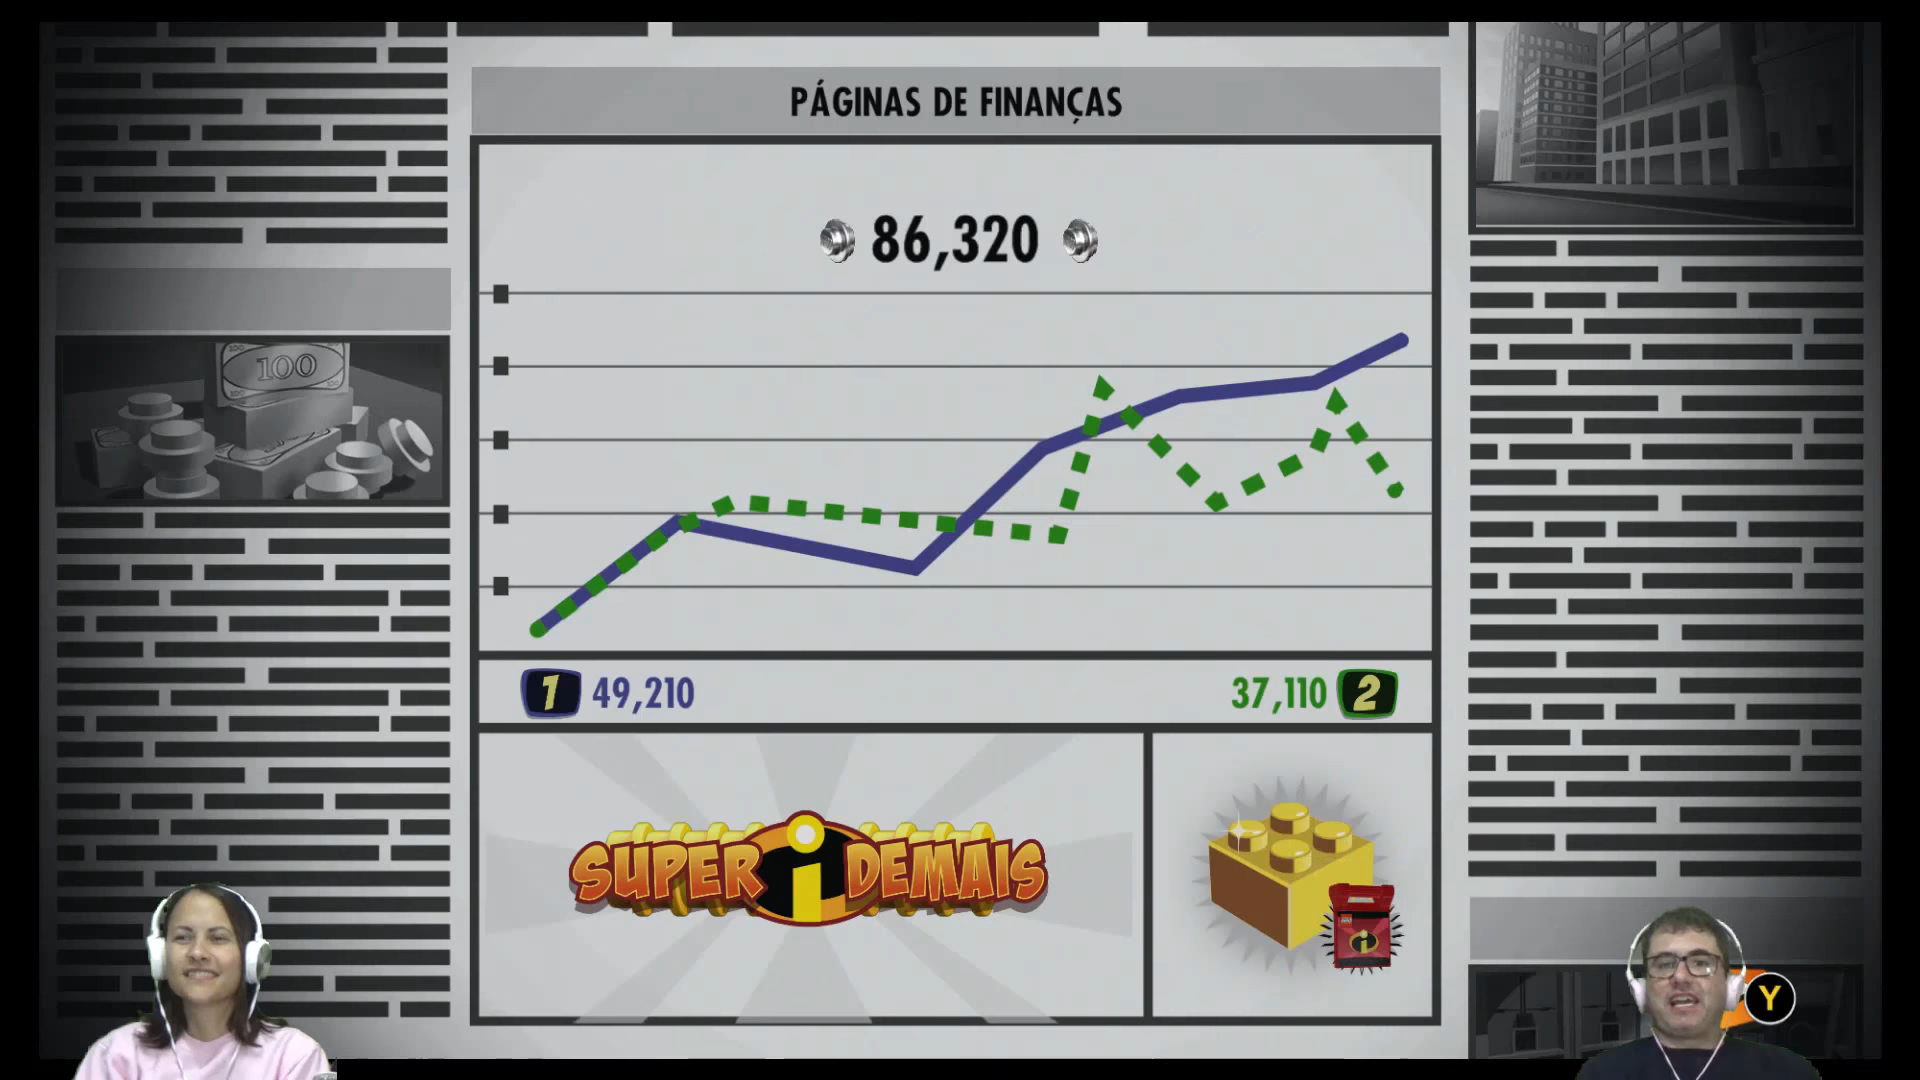 PÁGINAS DE FINANÇAS
86,320
100
1 49,210
37,110 2
SUPER i DEMAIS
Y